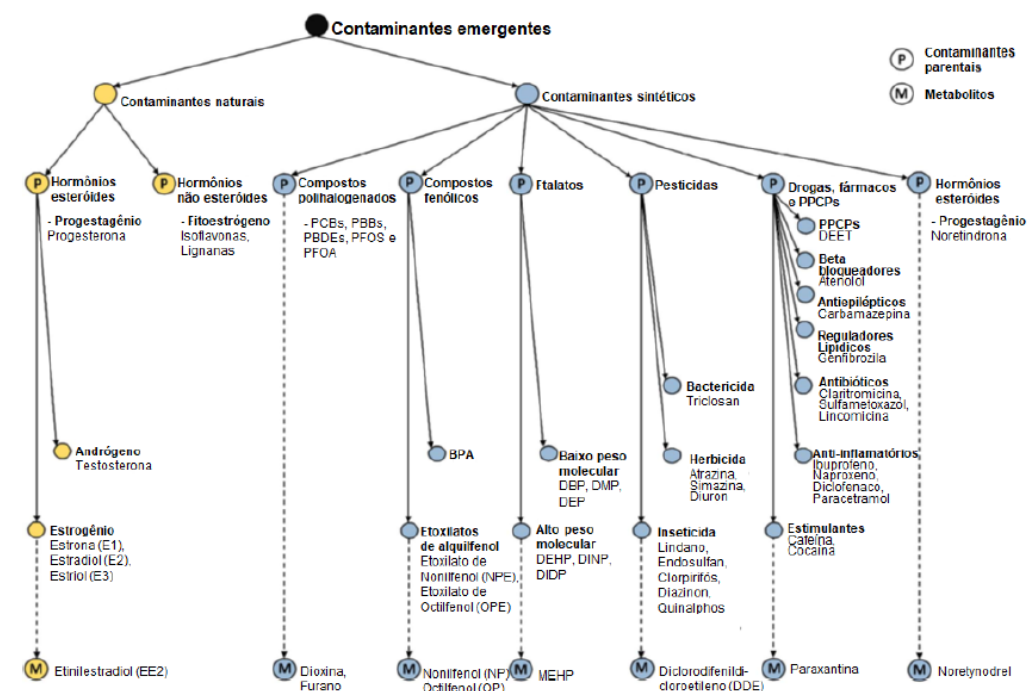 Contaminantes emergentes
P Contaminantes
parentais
M Metabolitos
Contaminantes naturais
Contaminantes sintéticos
P Hormônios
esteróides
- Progestagênio
Progesterona
P Hormônios
não esteróides
- Fitoestrógeno
Isoflavonas,
Lignanas
P Compostos
polihalogenados
- PCBs, PBBs,
PBDEs, PFOS e
PFOA
P Compostos
fenólicos
P Ftalatos
P Pesticidas
P Drogas, fármacos
e PPCPs
P Hormônios
esteróides
- Progestagênio
Noretindrona
PPCPs
DEET
Beta
bloqueadores
Atenolol
Antiepilépticos
Carbamazepina
Reguladores
Lipídicos
Genfibrozila
Antibióticos
Claritromicina,
Sulfametoxazol,
Lincomicina
Anti-inflamatórios
Ibuprofeno,
Naproxeno,
Diclofenaco,
Paracetramol
Bactericida
Triclosan
Andrógeno
Testosterona
BPA
Baixo peso
molecular
DBP, DMP,
DEP
Herbicida
Atrazina,
Simazina,
Diuron
Estrogênio
Estrona (E1),
Estradiol (E2),
Estriol (E3)
Etoxilatos
de alquilfenol
Etoxilato de
Nonilfenol (NPE),
Etoxilato de
Octilfenol (OPE)
Alto peso
molecular
DEHP, DINP,
DIDP
Inseticida
Lindano,
Endosulfan,
Clorpirifós,
Diazinon,
Quinalphos
Estimulantes
Cafeína,
Cocaína
M Etinilestradiol (EE2)
M Dioxina,
Furano
M Nonilfenol (NP)
Octilfenol (OP)
M MEHP
M Diclorodifenildi-
cloroetileno (DDE)
M Paraxantina
M Noretynodrel